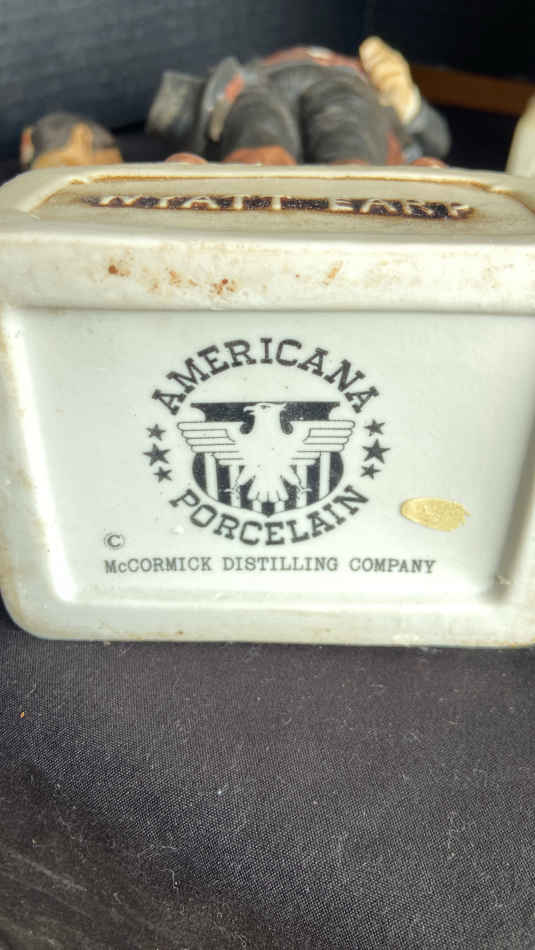 WYATT EARP
AMERICANA
PORCELAIN
©
McCORMICK DISTILLING COMPANY